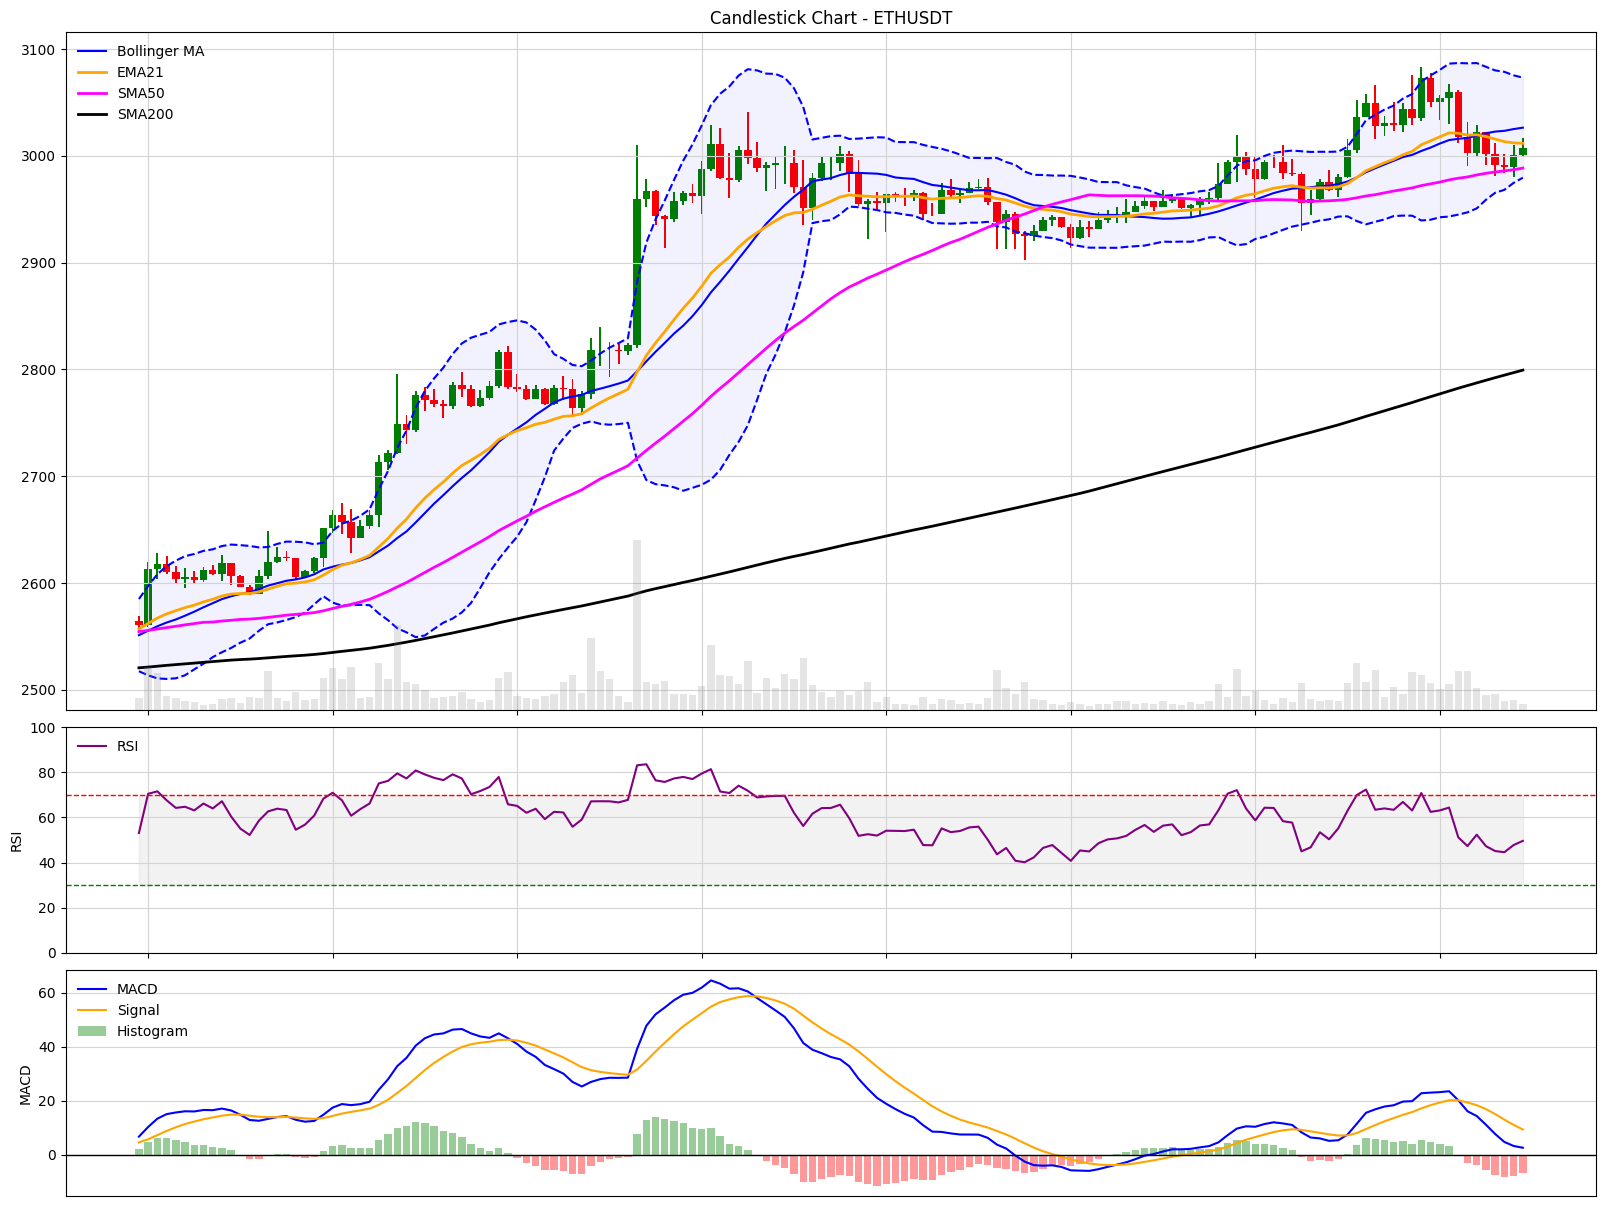 Candlestick Chart - ETHUSDT
Bollinger MA
EMA21
SMA50
SMA200
3100
3000
2900
2800
2700
2600
2500
RSI
RSI
100
80
60
40
20
0
MACD
Signal
Histogram
MACD
60
40
20
0